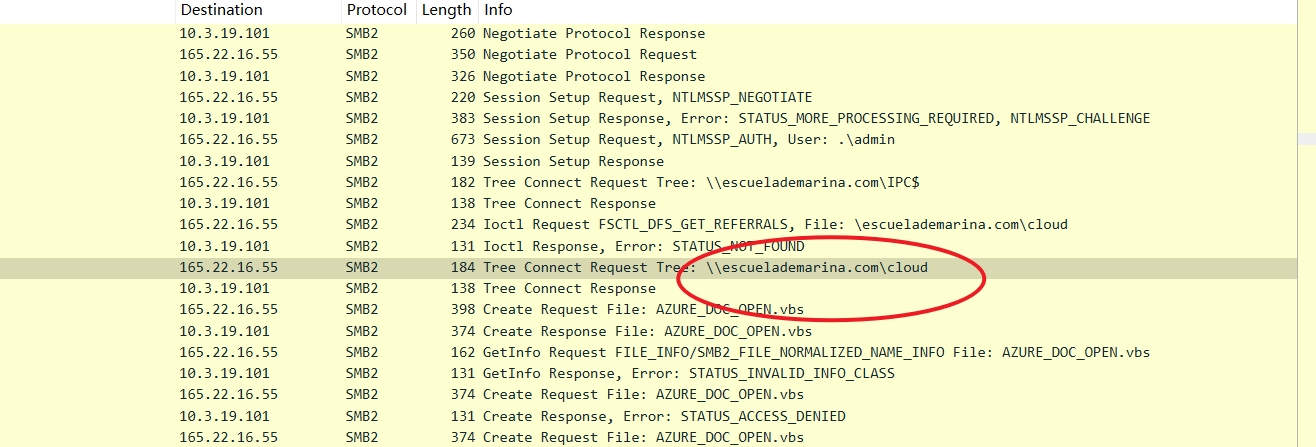 Destination Protocol Length Info
10.3.19.101 SMB2 260 Negotiate Protocol Response
165.22.16.55 SMB2 350 Negotiate Protocol Request
10.3.19.101 SMB2 326 Negotiate Protocol Response
165.22.16.55 SMB2 220 Session Setup Request, NTLMSSP_NEGOTIATE
10.3.19.101 SMB2 383 Session Setup Response, Error: STATUS_MORE_PROCESSING_REQUIRED, NTLMSSP_CHALLENGE
165.22.16.55 SMB2 673 Session Setup Request, NTLMSSP_AUTH, User: .\admin
10.3.19.101 SMB2 139 Session Setup Response
165.22.16.55 SMB2 182 Tree Connect Request Tree: \\escuelademarina.com\IPC$
10.3.19.101 SMB2 138 Tree Connect Response
165.22.16.55 SMB2 234 Ioctl Request FSCTL_DFS_GET_REFERRALS, File: \escuelademarina.com\cloud
10.3.19.101 SMB2 131 Ioctl Response, Error: STATUS_NOT_FOUND
165.22.16.55 SMB2 184 Tree Connect Request Tree: \\escuelademarina.com\cloud
10.3.19.101 SMB2 138 Tree Connect Response
165.22.16.55 SMB2 398 Create Request File: AZURE_DOC_OPEN.vbs
10.3.19.101 SMB2 374 Create Response File: AZURE_DOC_OPEN.vbs
165.22.16.55 SMB2 162 GetInfo Request FILE_INFO/SMB2_FILE_NORMALIZED_NAME_INFO File: AZURE_DOC_OPEN.vbs
10.3.19.101 SMB2 131 GetInfo Response, Error: STATUS_INVALID_INFO_CLASS
165.22.16.55 SMB2 374 Create Request File: AZURE_DOC_OPEN.vbs
10.3.19.101 SMB2 131 Create Response, Error: STATUS_ACCESS_DENIED
165.22.16.55 SMB2 374 Create Request File: AZURE_DOC_OPEN.vbs